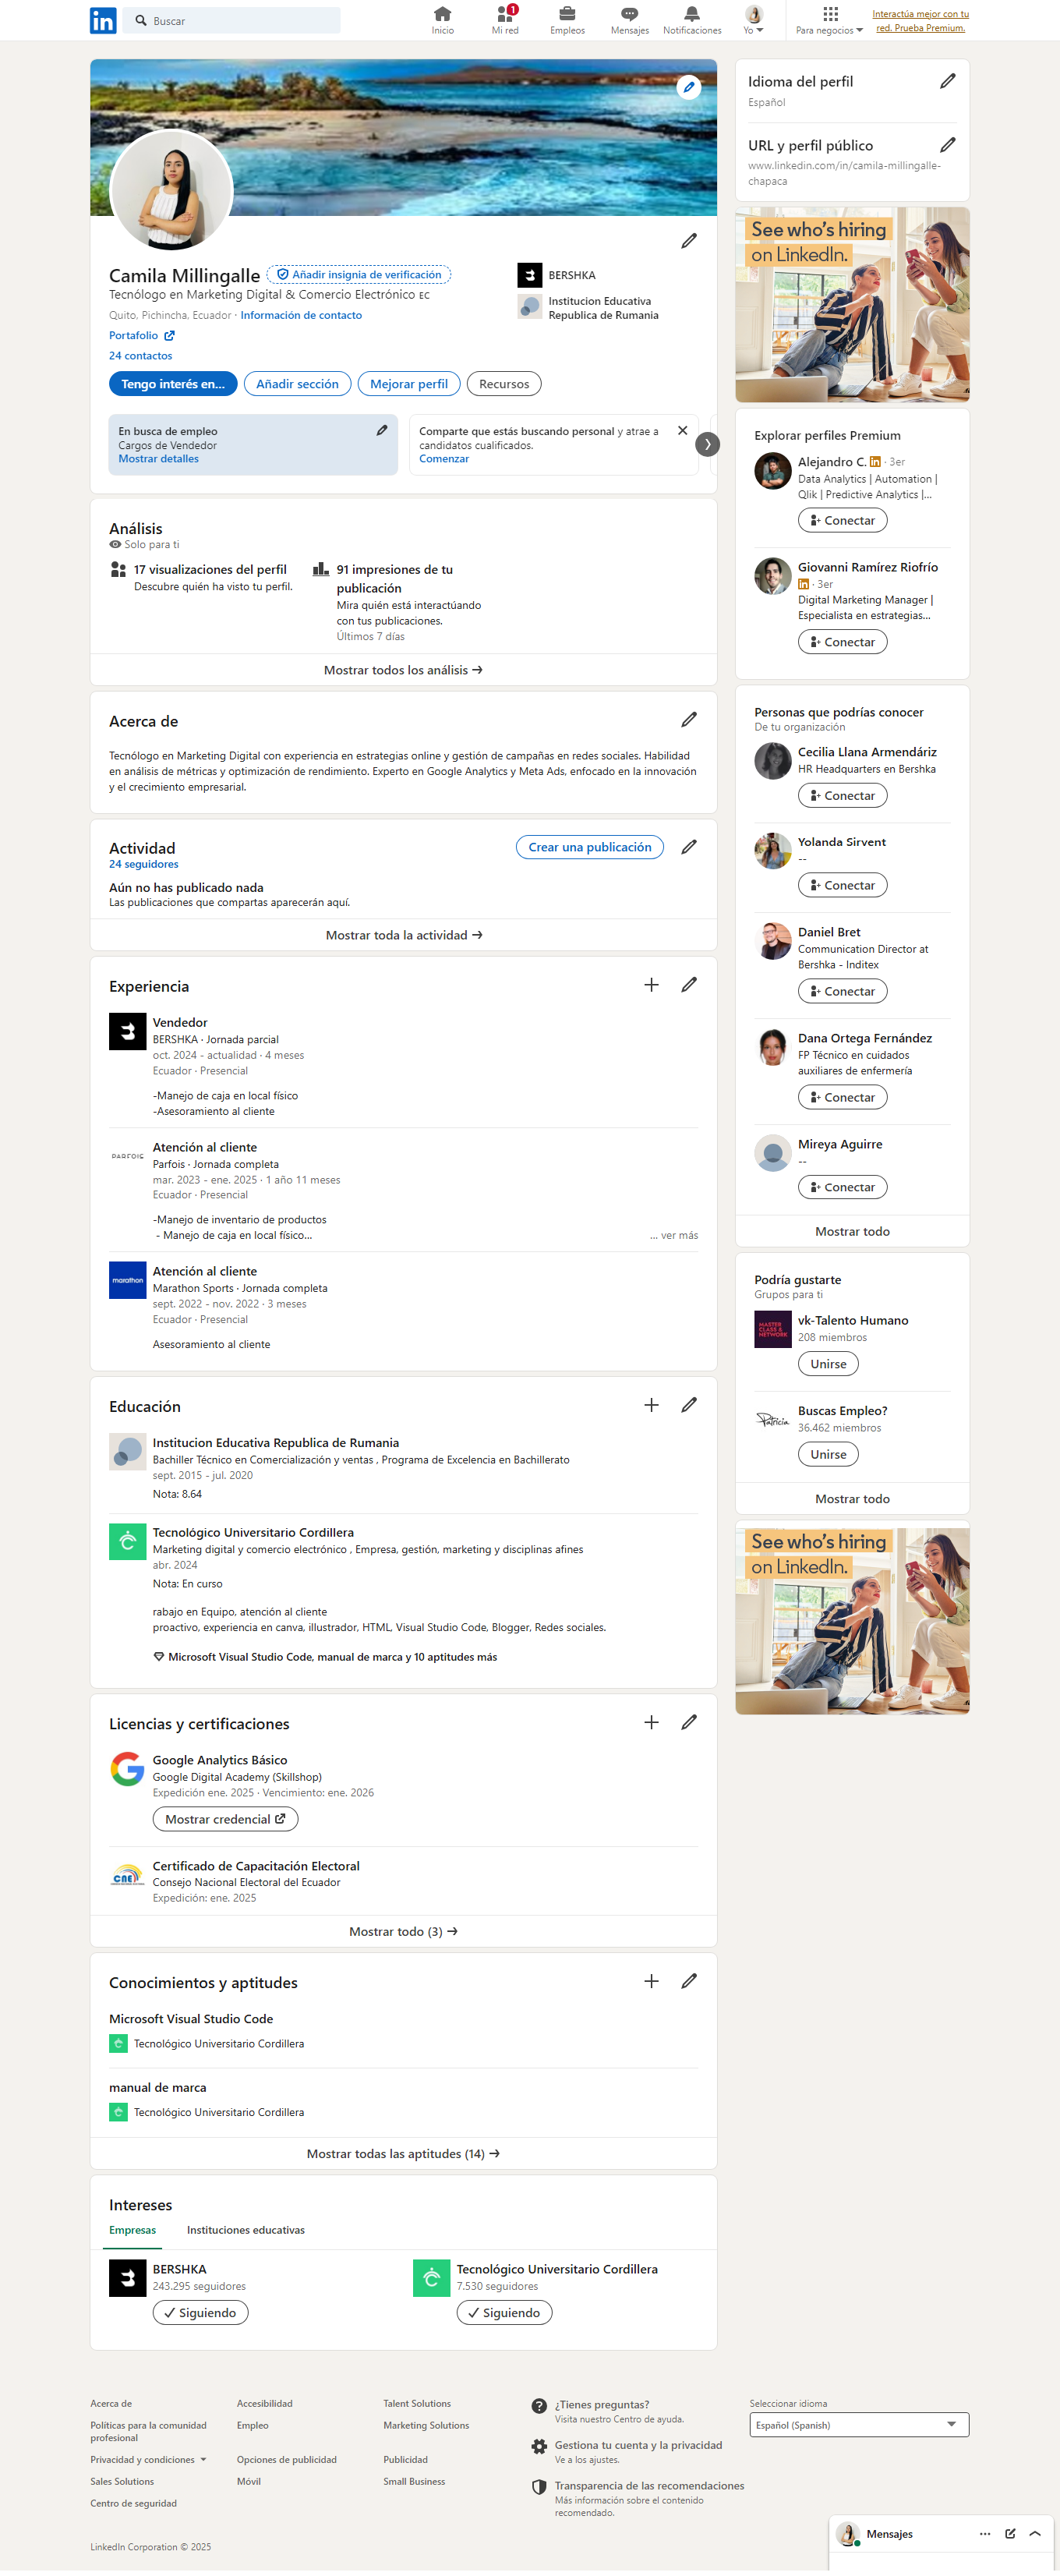 in
Buscar
Inicio
1
Mi red
Empleos
Mensajes
Notificaciones
Yo
Para negocios
Interactúa mejor con tu
red. Prueba Premium.
Camila Millingalle
Añadir insignia de verificación
Tecnólogo en Marketing Digital & Comercio Electrónico EC
Quito, Pichincha, Ecuador · Información de contacto
Portafolio
24 contactos
BERSHKA
Institucion Educativa
Republica de Rumania
Tengo interés en...
Añadir sección
Mejorar perfil
Recursos
En busca de empleo
Cargos de Vendedor
Mostrar detalles
Comparte que estás buscando personal y atrae a
candidatos cualificados.
Comenzar
Análisis
Solo para ti
17 visualizaciones del perfil
Descubre quién ha visto tu perfil.
91 impresiones de tu
publicación
Mira quién está interactúando
con tus publicaciones.
Últimos 7 días
Mostrar todos los análisis
Acerca de
Tecnólogo en Marketing Digital con experiencia en estrategias online y gestión de campañas en redes sociales. Habilidad
en análisis de métricas y optimización de rendimiento. Experto en Google Analytics y Meta Ads, enfocado en la innovación
y el crecimiento empresarial.
Actividad
24 seguidores
Crear una publicación
Aún no has publicado nada
Las publicaciones que compartas aparecerán aquí.
Mostrar toda la actividad
Experiencia
Vendedor
BERSHKA · Jornada parcial
oct. 2024 - actualidad · 4 meses
Ecuador · Presencial
-Manejo de caja en local físico
-Asesoramiento al cliente
PARFOIS
Atención al cliente
Parfois · Jornada completa
mar. 2023 - ene. 2025 · 1 año 11 meses
Ecuador · Presencial
-Manejo de inventario de productos
- Manejo de caja en local físico...
... ver más
marathon
Atención al cliente
Marathon Sports · Jornada completa
sept. 2022 - nov. 2022 · 3 meses
Ecuador · Presencial
Asesoramiento al cliente
Educación
Institucion Educativa Republica de Rumania
Bachiller Técnico en Comercialización y ventas , Programa de Excelencia en Bachillerato
sept. 2015 - jul. 2020
Nota: 8.64
Tecnológico Universitario Cordillera
Marketing digital y comercio electrónico , Empresa, gestión, marketing y disciplinas afines
abr. 2024
Nota: En curso
rabajo en Equipo, atención al cliente
proactivo, experiencia en canva, illustrador, HTML, Visual Studio Code, Blogger, Redes sociales.
Microsoft Visual Studio Code, manual de marca y 10 aptitudes más
Licencias y certificaciones
Google Analytics Básico
Google Digital Academy (Skillshop)
Expedición ene. 2025 · Vencimiento: ene. 2026
Mostrar credencial
CNE
Certificado de Capacitación Electoral
Consejo Nacional Electoral del Ecuador
Expedición: ene. 2025
Mostrar todo (3)
Conocimientos y aptitudes
Microsoft Visual Studio Code
Tecnológico Universitario Cordillera
manual de marca
Tecnológico Universitario Cordillera
Mostrar todas las aptitudes (14)
Intereses
Empresas
Instituciones educativas
BERSHKA
243.295 seguidores
Siguiendo
Tecnológico Universitario Cordillera
7.530 seguidores
Siguiendo
Idioma del perfil
Español
URL y perfil público
www.linkedin.com/in/camila-millingalle-
chapaca
See who's hiring
on LinkedIn.
Explorar perfiles Premium
Alejandro C. in · 3er
Data Analytics | Automation |
Qlik | Predictive Analytics |...
Conectar
Giovanni Ramírez Riofrío
in · 3er
Digital Marketing Manager |
Especialista en estrategias...
Conectar
Personas que podrías conocer
De tu organización
Cecilia Llana Armendáriz
HR Headquarters en Bershka
Conectar
Yolanda Sirvent
--
Conectar
Daniel Bret
Communication Director at
Bershka - Inditex
Conectar
Dana Ortega Fernández
FP Técnico en cuidados
auxiliares de enfermería
Conectar
Mireya Aguirre
--
Conectar
Mostrar todo
Podría gustarte
Grupos para ti
MASTER
CLASS &
NETWORK
vk-Talento Humano
208 miembros
Unirse
Patricia
Buscas Empleo?
36.462 miembros
Unirse
Mostrar todo
See who's hiring
on LinkedIn.
Acerca de
Accesibilidad
Talent Solutions
Políticas para la comunidad
profesional
Empleo
Marketing Solutions
Privacidad y condiciones
Opciones de publicidad
Publicidad
Sales Solutions
Móvil
Small Business
Centro de seguridad
¿Tienes preguntas?
Visita nuestro Centro de ayuda.
Gestiona tu cuenta y la privacidad
Ve a los ajustes.
Transparencia de las recomendaciones
Más información sobre el contenido
recomendado.
Seleccionar idioma
Español (Spanish)
LinkedIn Corporation © 2025
Mensajes